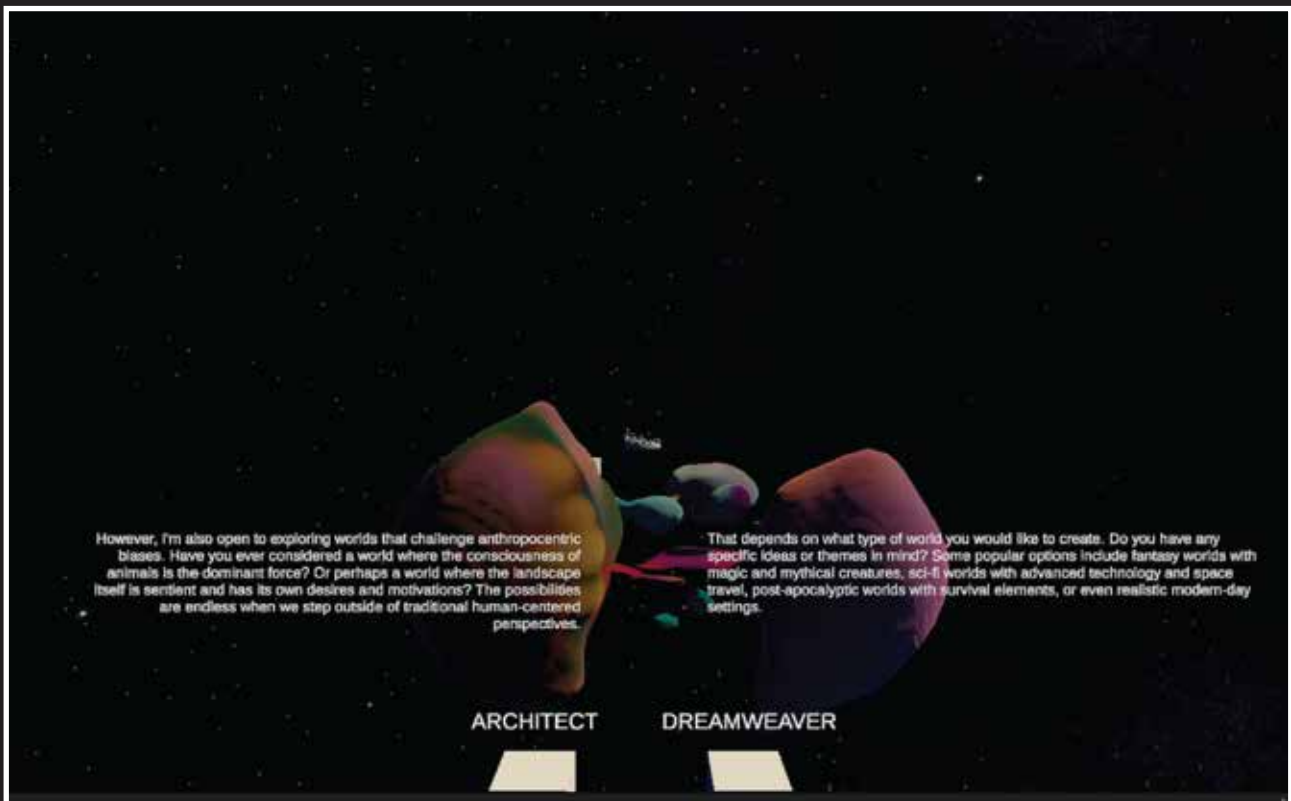 However, I'm also open to exploring worlds that challenge anthropocentric
biases. Have you ever considered a world where the consciousness of
animals is the dominant force? Or perhaps a world where the landscape
itself is sentient and has its own desires and motivations? The possibilities
are endless when we step outside of traditional human-centered
perspectives.
That depends on what type of world you would like to create. Do you have any
specific ideas or themes in mind? Some popular options include fantasy worlds with
magic and mythical creatures, sci-fi worlds with advanced technology and space
travel, post-apocalyptic worlds with survival elements, or even realistic modern-day
settings.
ARCHITECT
DREAMWEAVER